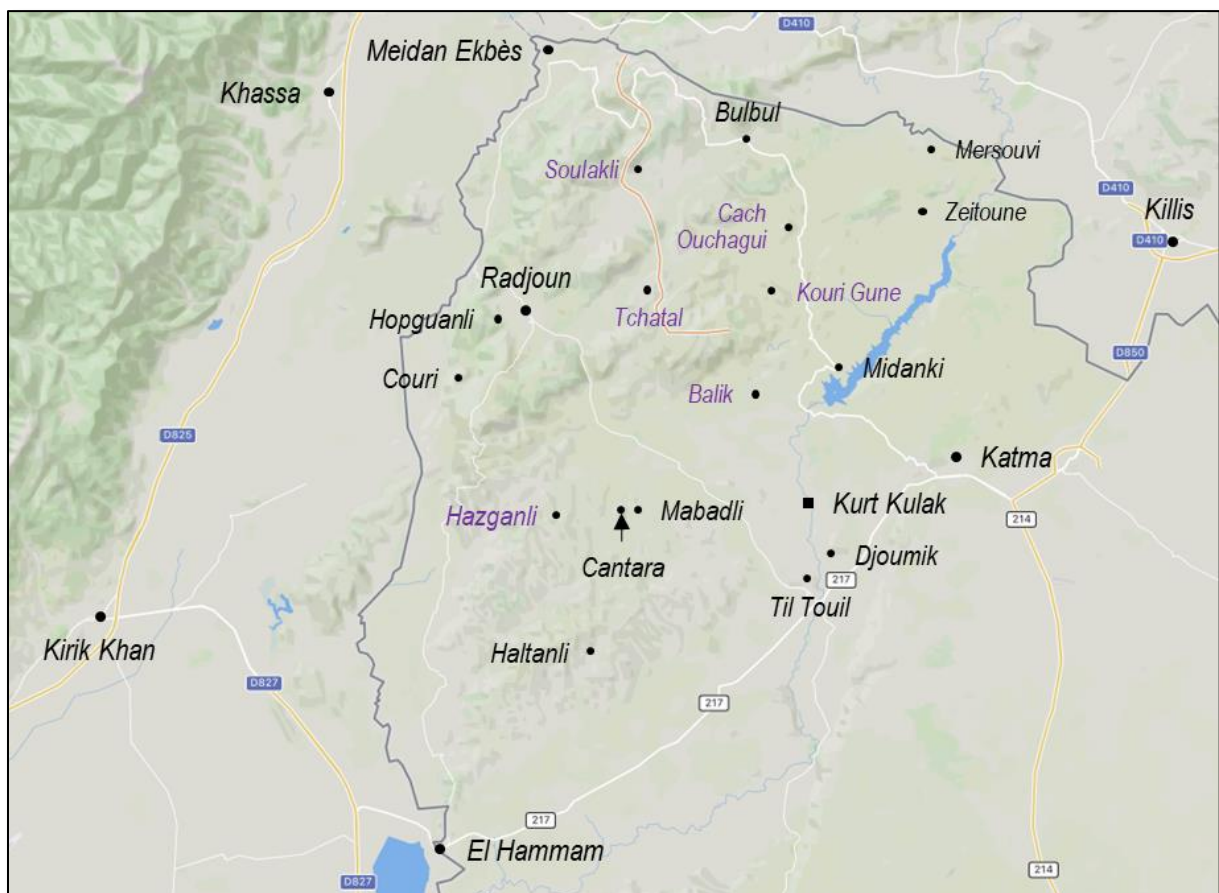 D410
Meidan Ekbès
Khassa
Bulbul
Mersouvi
Soulakli
D410
Cach
Ouchagui
Zeitoune
Killis
D410
Radjoun
Kouri Gune
Hopguanli
Tchatal
D850
Couri
Midanki
Balik
D825
Katma
Hazganli
Mabadli
Kurt Kulak
214
Cantara
Djoumik
217
Til Touil
Kirik Khan
Haltanli
D827
217
217
El Hammam
D827
214